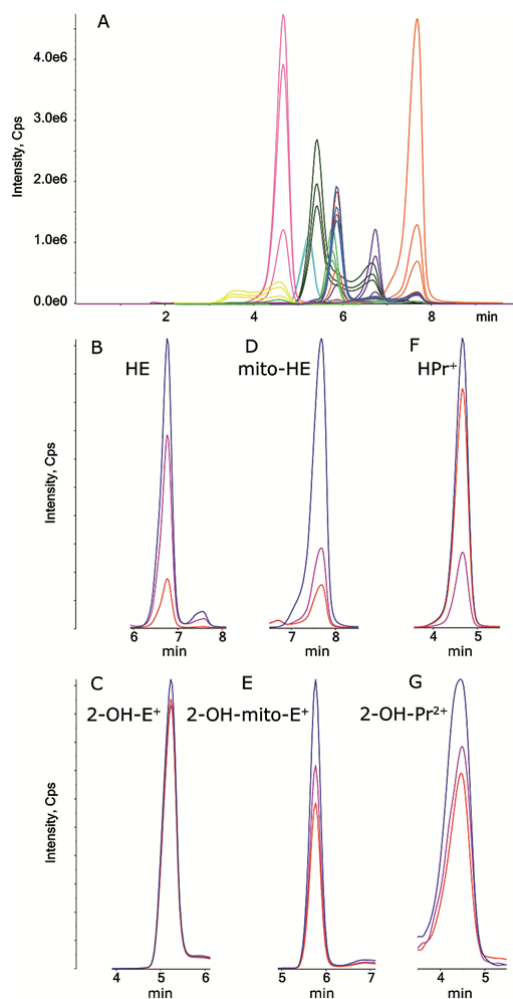 A
Intensity, Cps
4.0e6
3.0e6
2.0e6
1.0e6
0.0e6
2 4 6 8 min
B D F
HE mito-HE HPr⁺
Intensity, Cps
6 7 8 7 8 4 5
min min min
C E G
2-OH-E⁺ 2-OH-mito-E⁺ 2-OH-Pr²⁺
Intensity, Cps
4 5 6 5 6 7 4 5
min min min